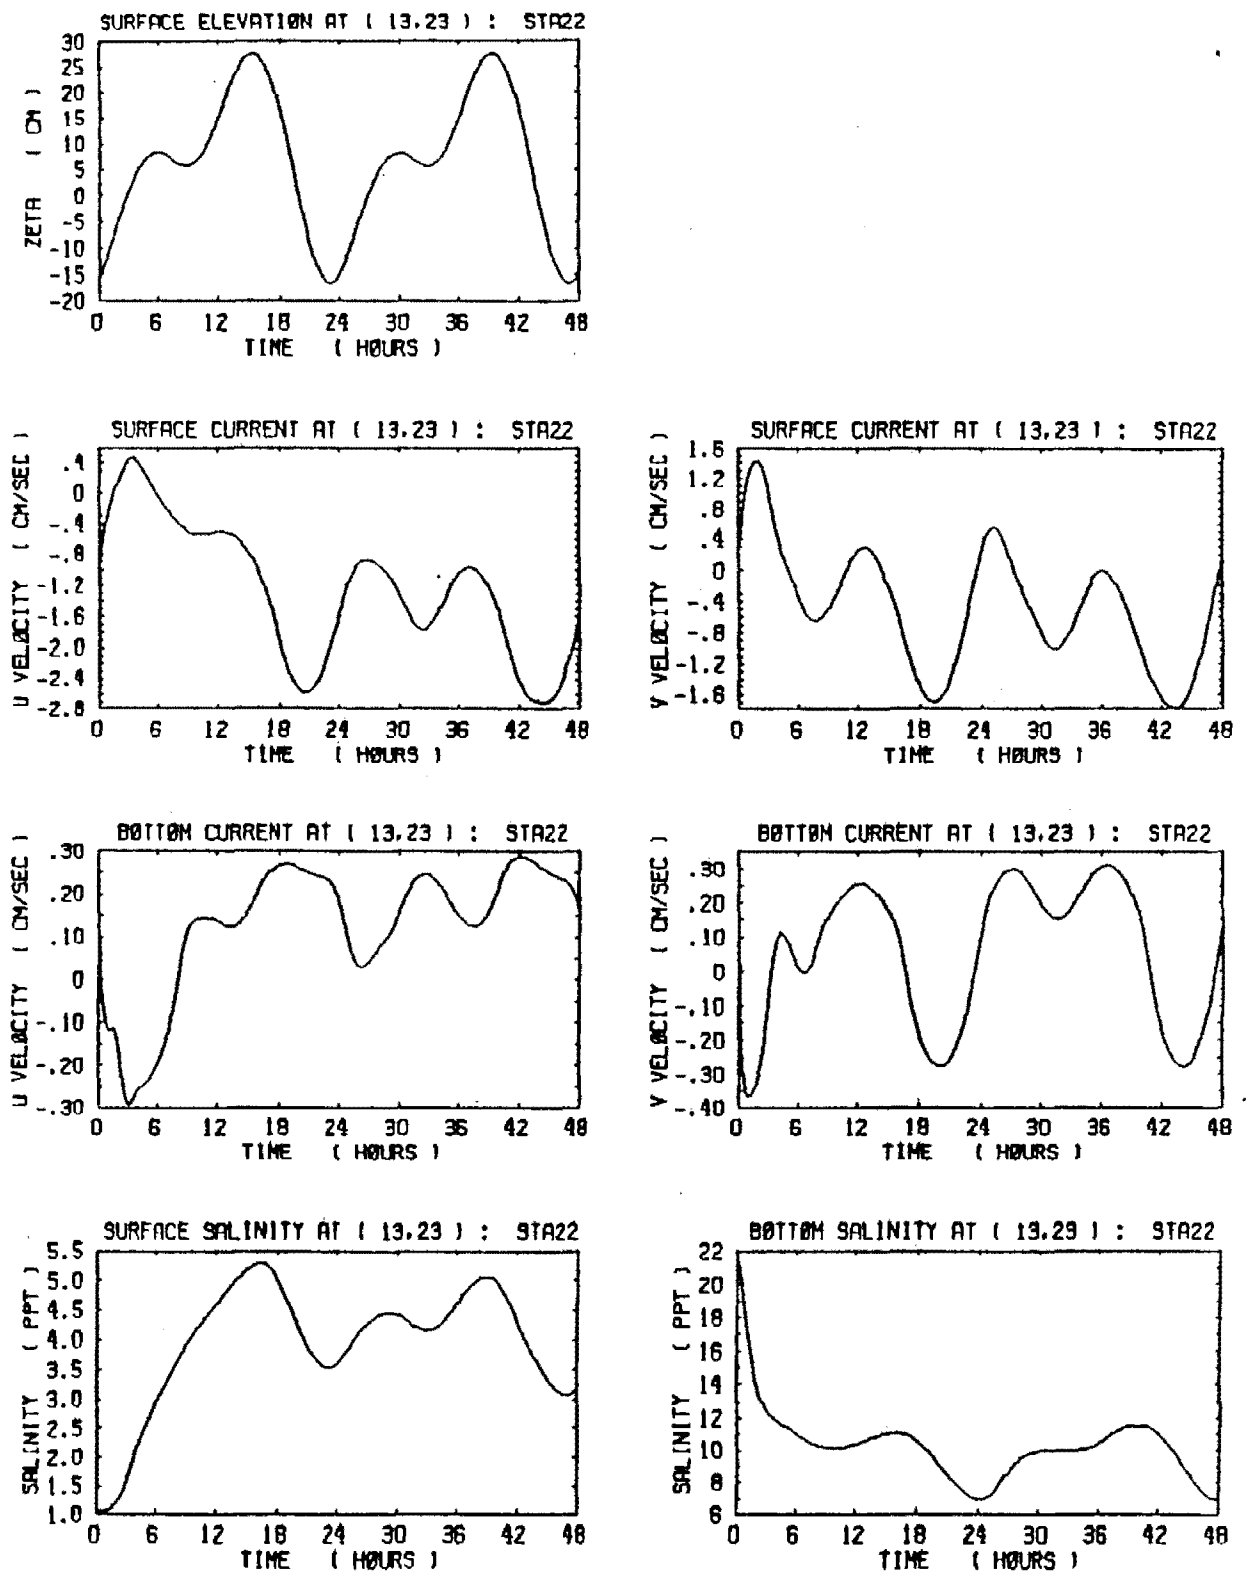 SURFACE ELEVATIØN AT ( 13,23 ) : STA22
ZETA ( CM )
30
25
20
15
10
5
0
-5
-10
-15
-20
0 6 12 18 24 30 36 42 48
TIME ( HØURS )
SURFACE CURRENT AT ( 13,23 ) : STA22
U VELØCITY ( CM/SEC )
.4
0
-.4
-.8
-1.2
-1.6
-2.0
-2.4
-2.8
0 6 12 18 24 30 36 42 48
TIME ( HØURS )
SURFACE CURRENT AT ( 13,23 ) : STA22
V VELØCITY ( CM/SEC )
1.6
1.2
.8
.4
0
-.4
-.8
-1.2
-1.6
0 6 12 18 24 30 36 42 48
TIME ( HØURS )
BØTTØM CURRENT AT ( 13,23 ) : STA22
U VELØCITY ( CM/SEC )
.30
.20
.10
0
-.10
-.20
-.30
0 6 12 18 24 30 36 42 48
TIME ( HØURS )
BØTTØM CURRENT AT ( 13,23 ) : STA22
V VELØCITY ( CM/SEC )
.30
.20
.10
0
-.10
-.20
-.30
-.40
0 6 12 18 24 30 36 42 48
TIME ( HØURS )
SURFACE SALINITY AT ( 13,23 ) : STA22
SALINITY ( PPT )
5.5
5.0
4.5
4.0
3.5
3.0
2.5
2.0
1.5
1.0
0 6 12 18 24 30 36 42 48
TIME ( HØURS )
BØTTØM SALINITY AT ( 13,23 ) : STA22
SALINITY ( PPT )
22
20
18
16
14
12
10
8
6
0 6 12 18 24 30 36 42 48
TIME ( HØURS )